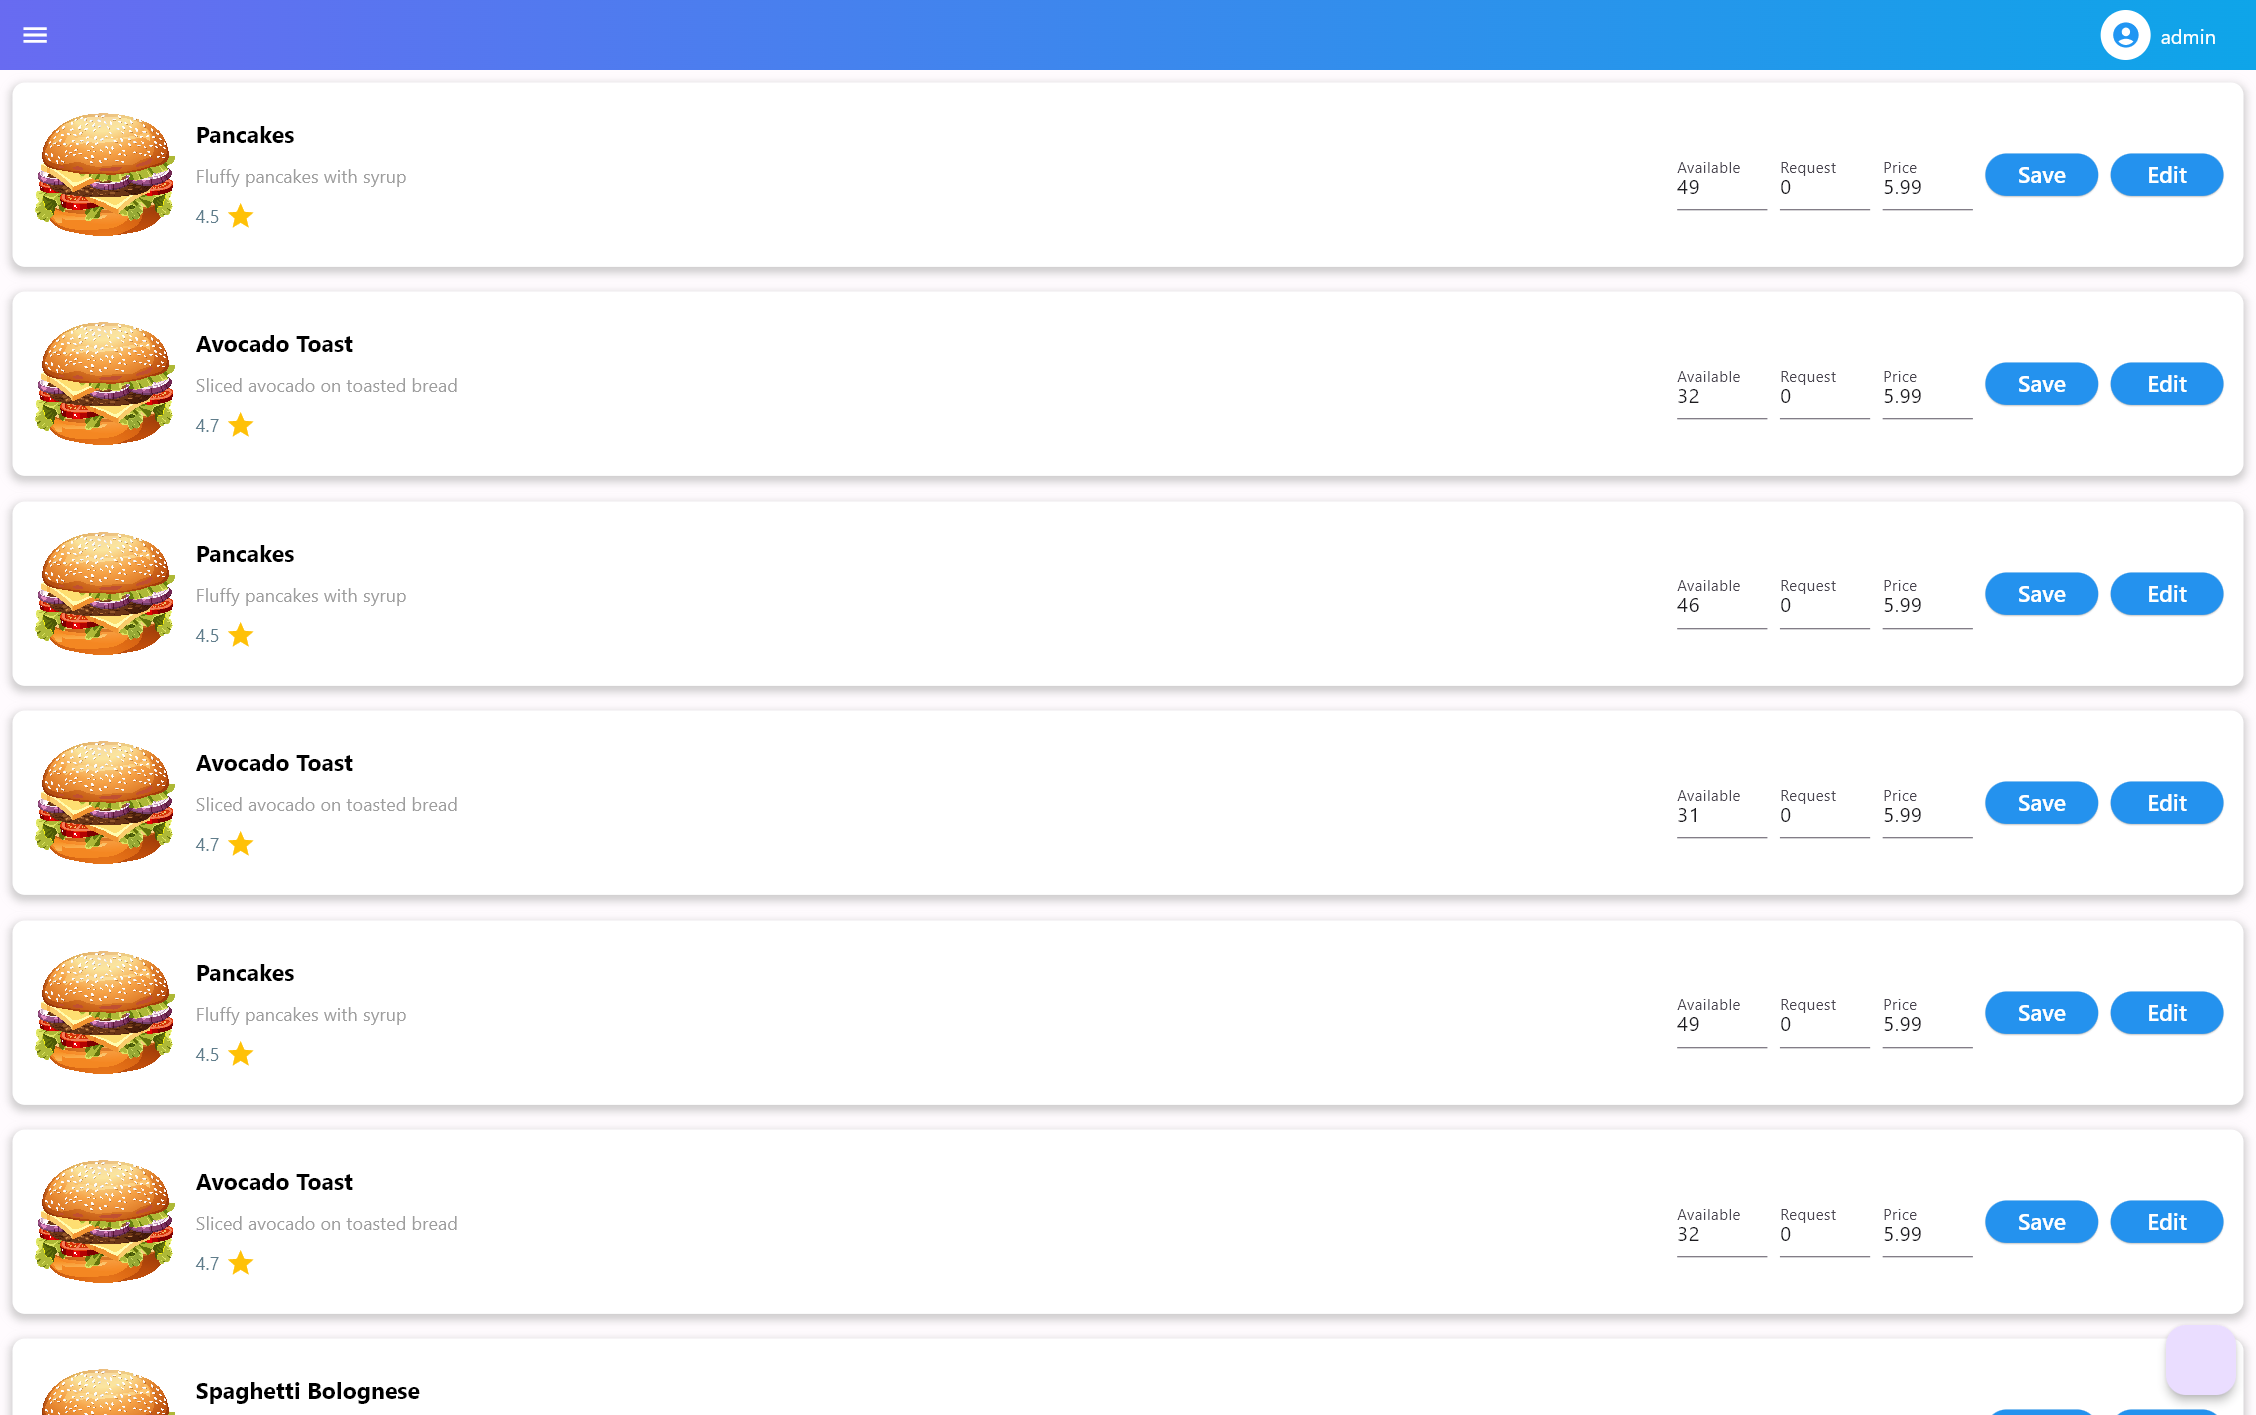 admin
Pancakes
Fluffy pancakes with syrup
4.5
Available Request Price
49 0 5.99
Save Edit
Avocado Toast
Sliced avocado on toasted bread
4.7
Available Request Price
32 0 5.99
Save Edit
Pancakes
Fluffy pancakes with syrup
4.5
Available Request Price
46 0 5.99
Save Edit
Avocado Toast
Sliced avocado on toasted bread
4.7
Available Request Price
31 0 5.99
Save Edit
Pancakes
Fluffy pancakes with syrup
4.5
Available Request Price
49 0 5.99
Save Edit
Avocado Toast
Sliced avocado on toasted bread
4.7
Available Request Price
32 0 5.99
Save Edit
Spaghetti Bolognese